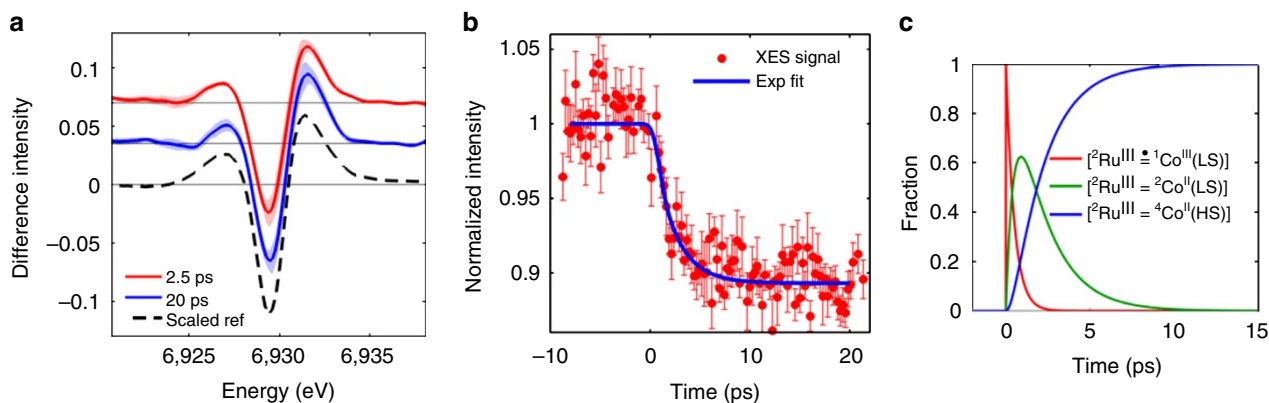 a
0.1
0.05
0
−0.05
−0.1
Difference intensity
2.5 ps
20 ps
Scaled ref
6,925
6,930
6,935
Energy (eV)
b
1.05
1
0.95
0.9
Normalized intensity
XES signal
Exp fit
−10
0
10
20
Time (ps)
c
1
0.8
0.6
0.4
0.2
0
Fraction
[²Ruᴵᴵᴵ ∸ ¹Coᴵᴵᴵ(LS)]
[²Ruᴵᴵᴵ = ²Coᴵᴵ(LS)]
[²Ruᴵᴵᴵ = ⁴Coᴵᴵ(HS)]
0
5
10
15
Time (ps)